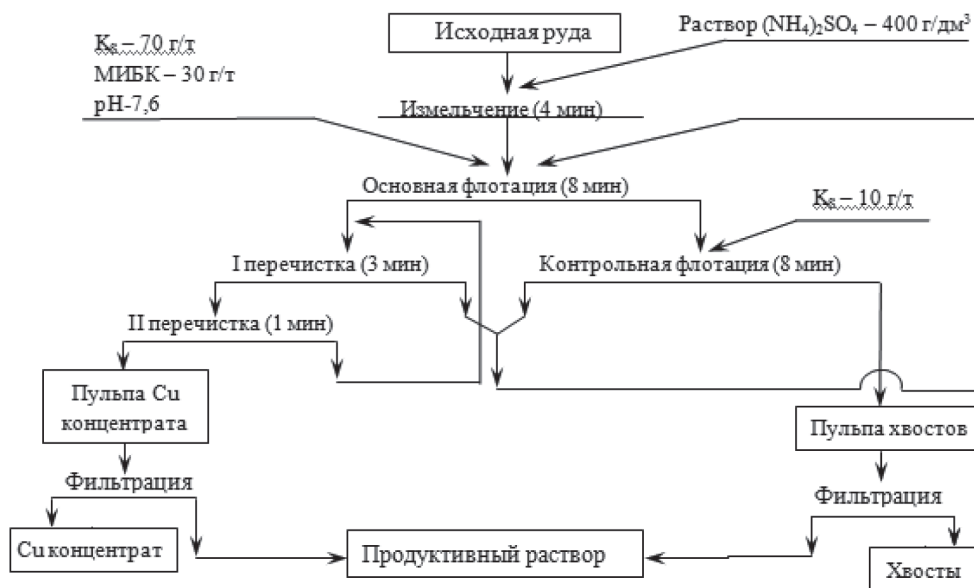 Исходная руда
Раствор (NH₄)₂SO₄ – 400 г/дм³
K₈ – 70 г/т
МИБК – 30 г/т
pH-7,6
Измельчение (4 мин)
Основная флотация (8 мин)
K₈ – 10 г/т
I перечистка (3 мин)
Контрольная флотация (8 мин)
II перечистка (1 мин)
Пульпа Cu
концентрата
Пульпа хвостов
Фильтрация
Фильтрация
Cu концентрат
Продуктивный раствор
Хвосты